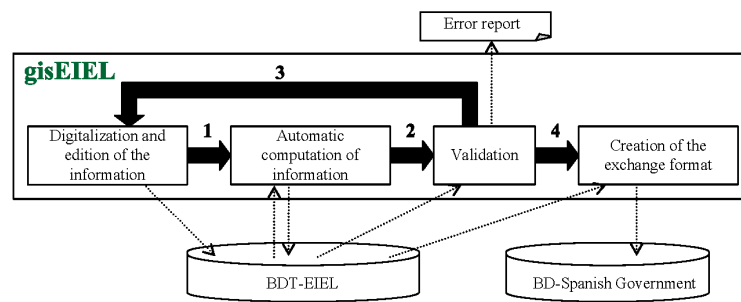 Error report
gisEIEL
3
Digitalization and
edition of the
information
1
Automatic
computation of
information
2
Validation
4
Creation of the
exchange format
BDT-EIEL
BD-Spanish Government